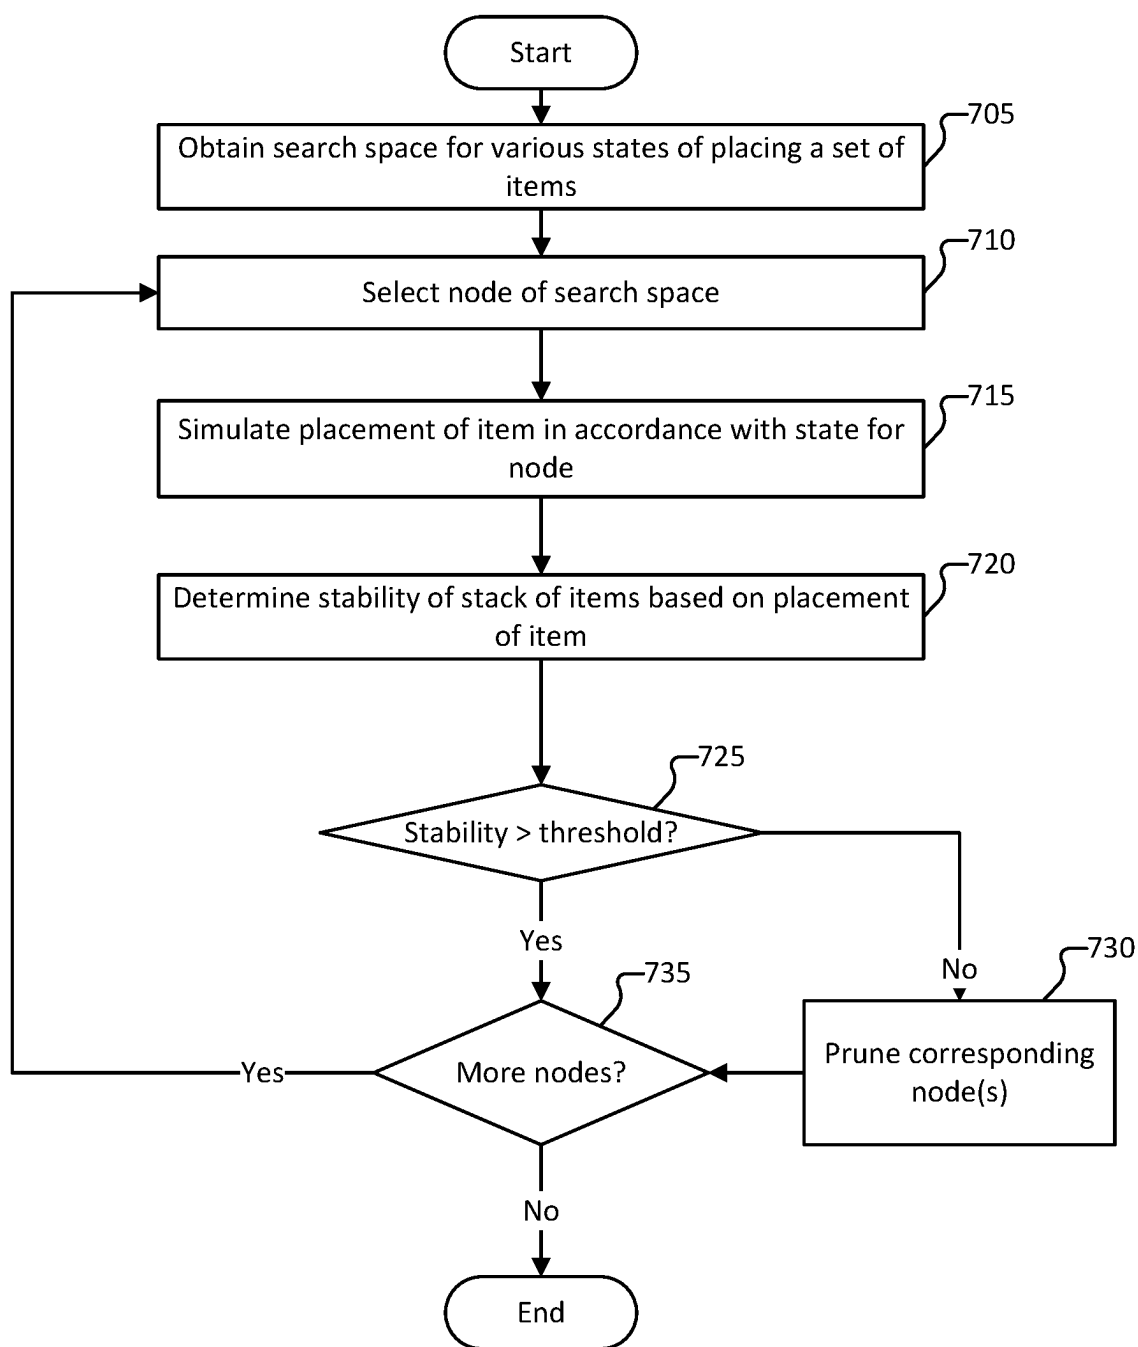 Start
705
Obtain search space for various states of placing a set of
items
710
Select node of search space
715
Simulate placement of item in accordance with state for
node
720
Determine stability of stack of items based on placement
of item
725
Stability > threshold?
Yes
No
730
735
Prune corresponding
node(s)
More nodes?
Yes
No
End